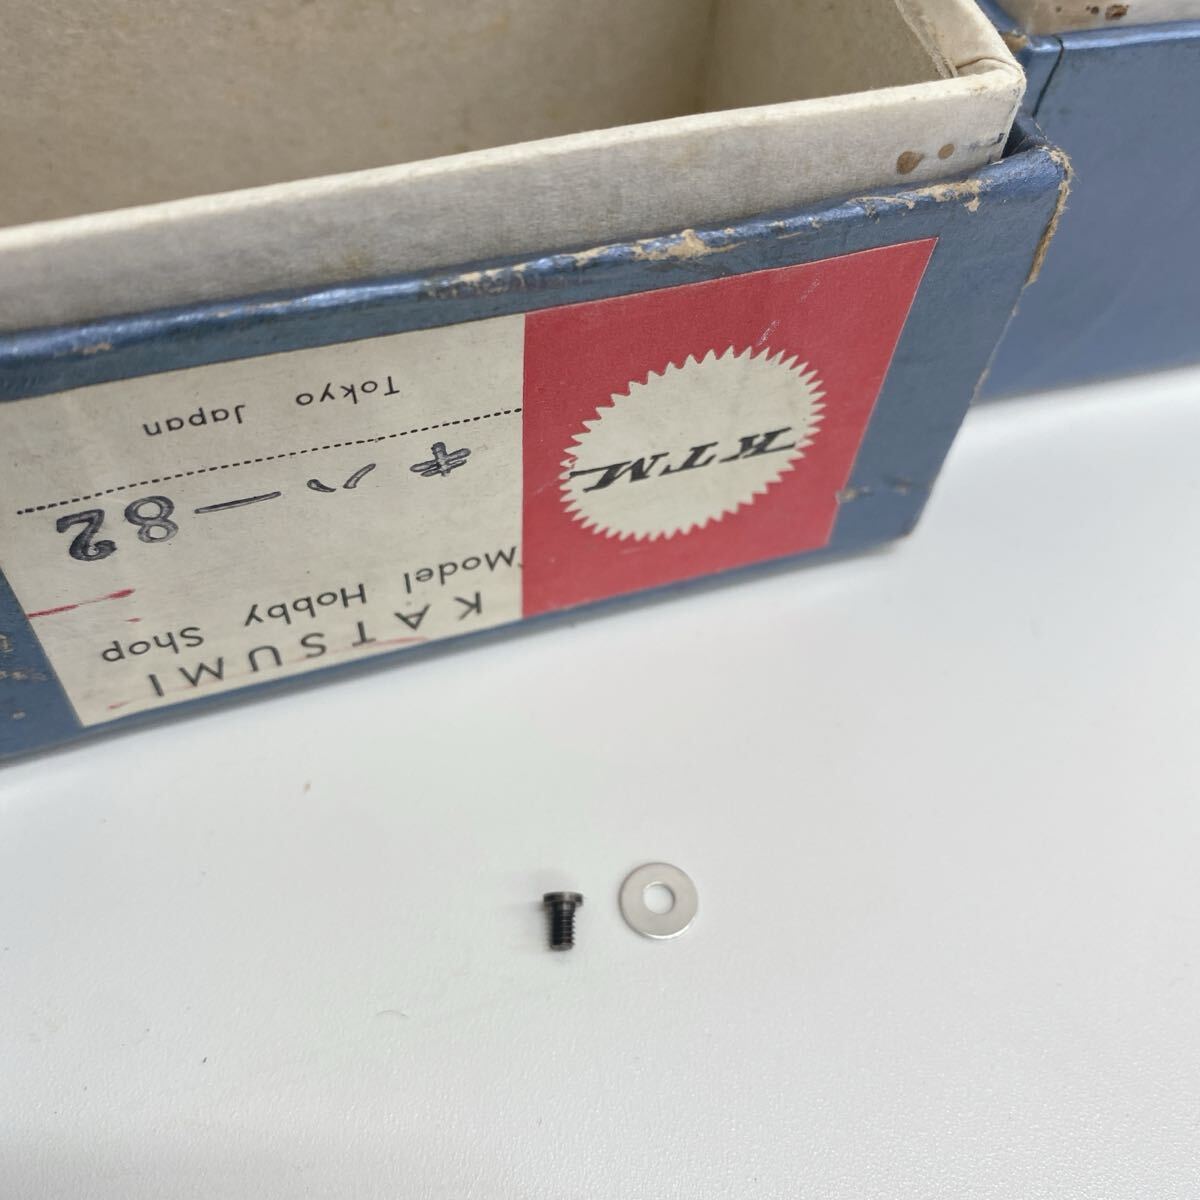 KTM
KATSUMI
Model Hobby Shop
キハ－82
Tokyo Japan